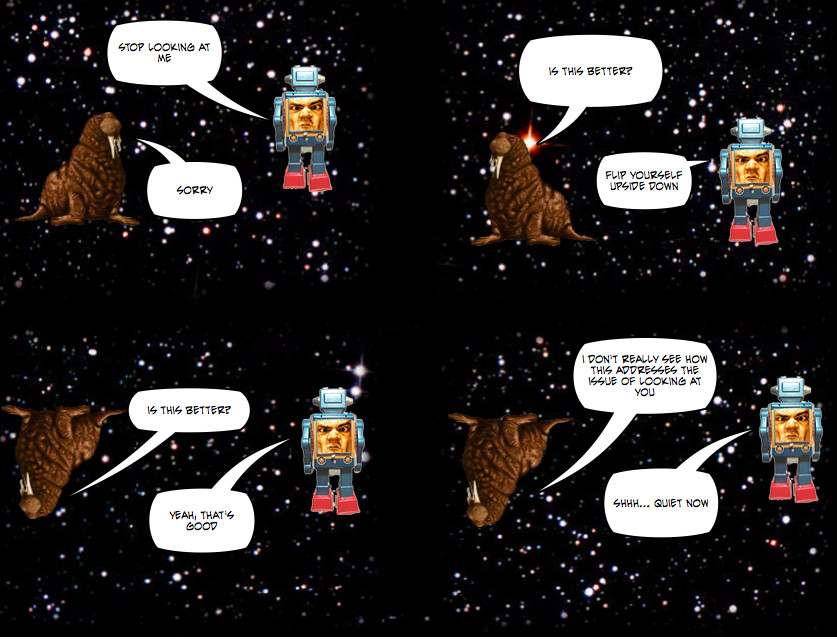 STOP LOOKING AT
ME
SORRY
IS THIS BETTER?
FLIP YOURSELF
UPSIDE DOWN
IS THIS BETTER?
YEAH, THAT'S
GOOD
I DON'T REALLY SEE HOW
THIS ADDRESSES THE
ISSUE OF LOOKING AT
YOU
SHHH... QUIET NOW